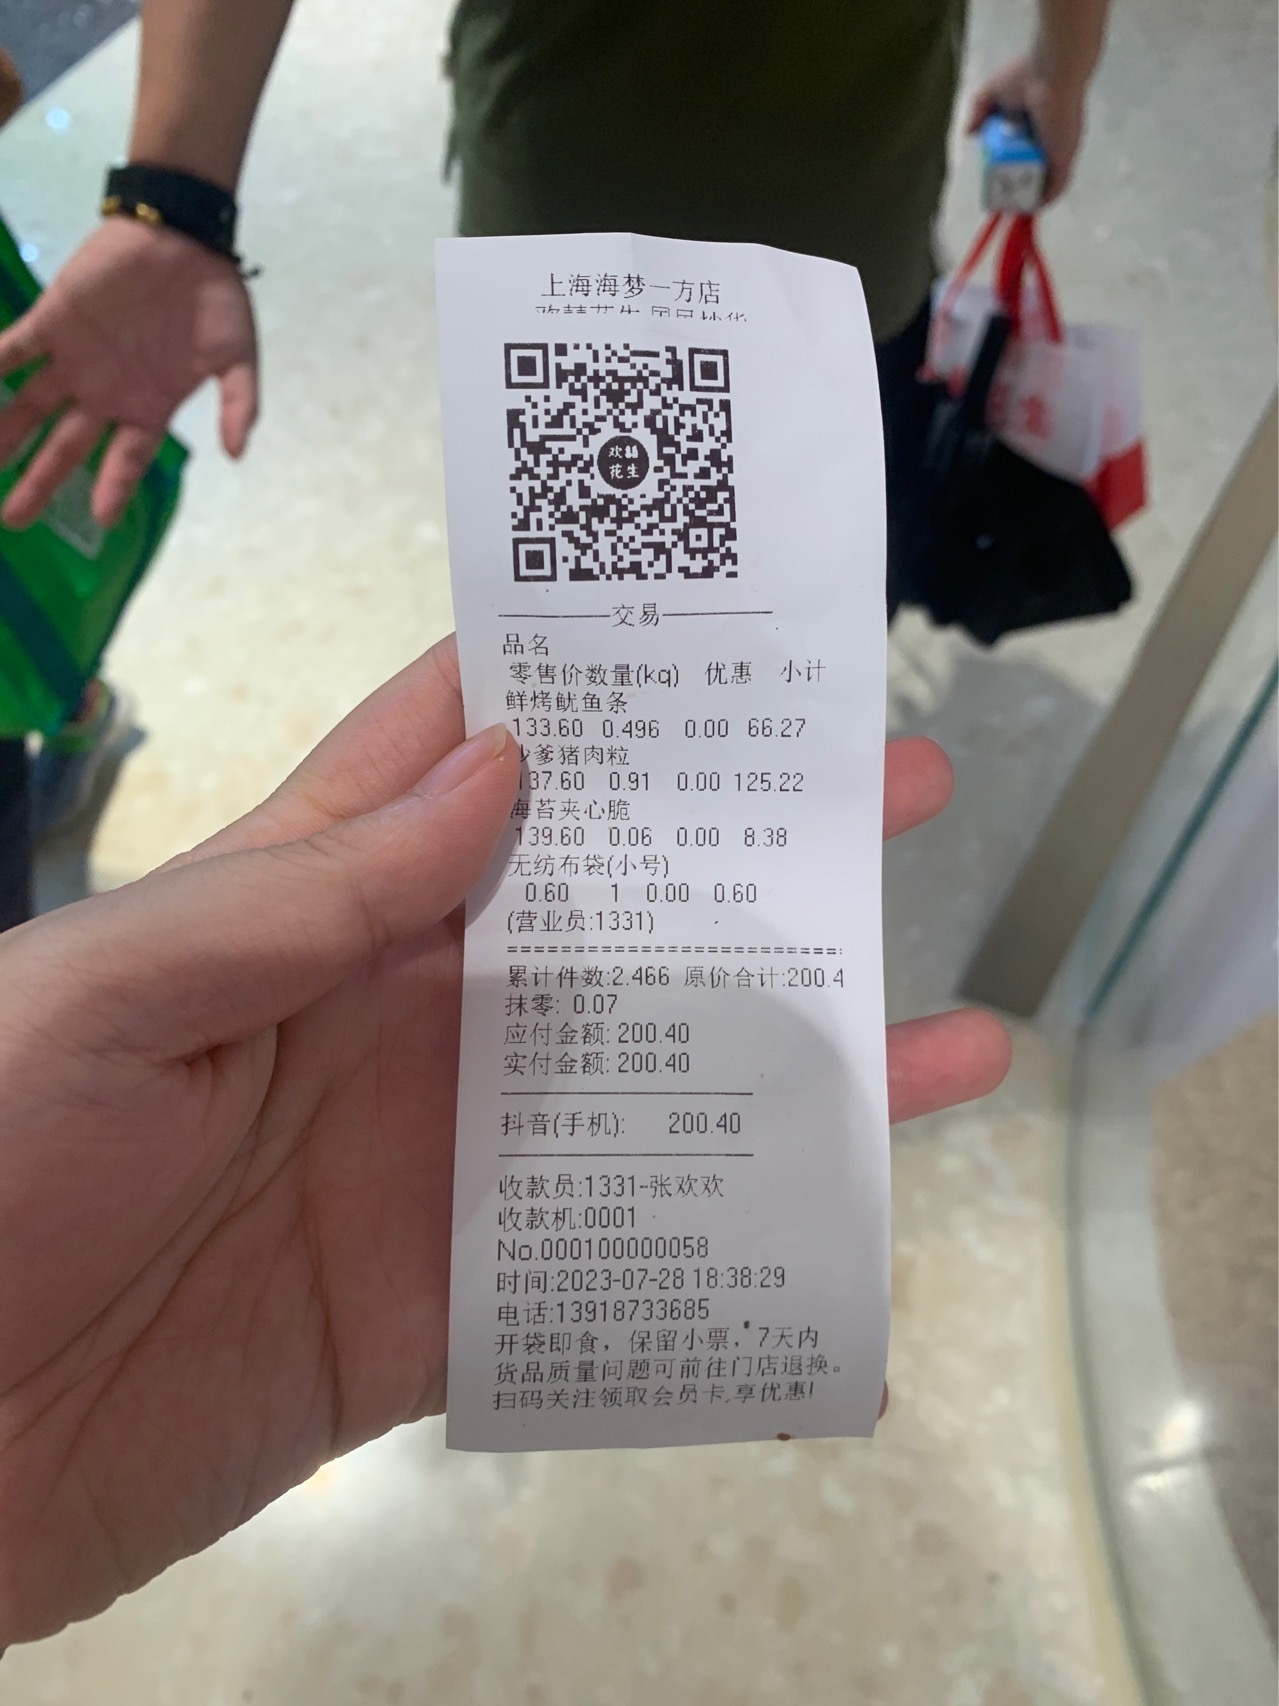 上海海梦一方店
欢囍花生
交易
品名
零售价数量(kg) 优惠 小计
鲜烤鱿鱼条
133.60 0.496 0.00 66.27
爹猪肉粒
137.60 0.91 0.00 125.22
海苔夹心脆
139.60 0.06 0.00 8.38
无纺布袋(小号)
0.60 1 0.00 0.60
(营业员:1331)
========================:
累计件数:2.466 原价合计:200.4
抹零: 0.07
应付金额: 200.40
实付金额: 200.40
抖音(手机): 200.40
收款员:1331-张欢欢
收款机:0001
No.000100000058
时间:2023-07-28 18:38:29
电话:13918733685
开袋即食，保留小票，7天内
货品质量问题可前往门店退换。
扫码关注领取会员卡,享优惠!